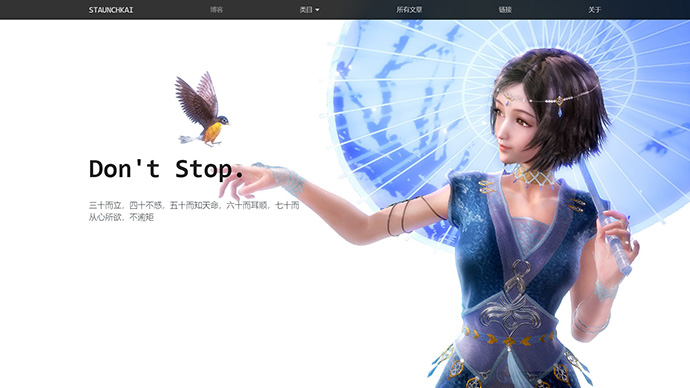 STAUNCHKAI 博客 类目 所有文章 链接 关于
Don't Stop.
三十而立，四十不惑，五十而知天命，六十而耳顺，七十而
从心所欲，不逾矩